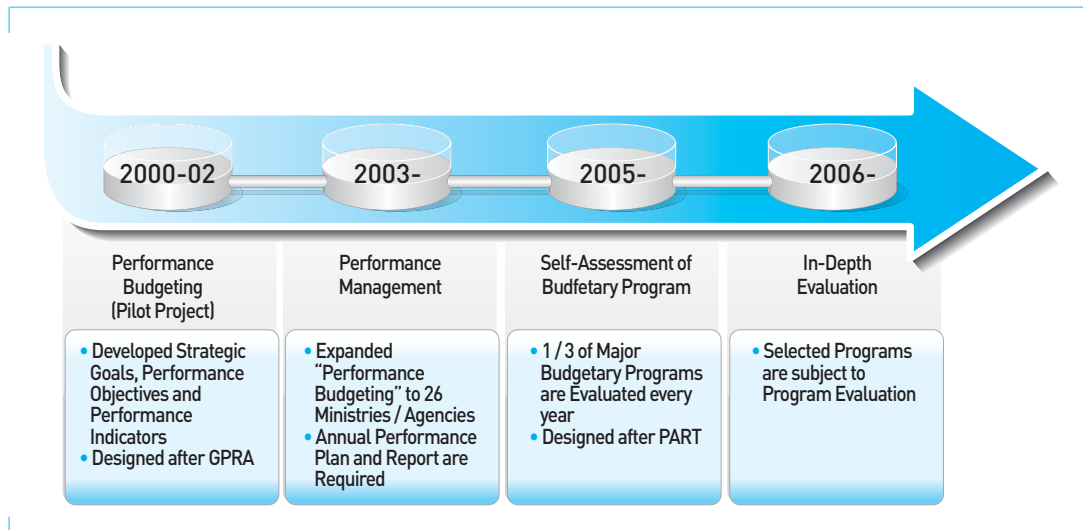 2000-02
2003-
2005-
2006-
Performance
Budgeting
(Pilot Project)
Performance
Management
Self-Assessment of
Budfetary Program
In-Depth
Evaluation
• Developed Strategic
Goals, Performance
Objectives and
Performance
Indicators
• Designed after GPRA
• Expanded
“Performance
Budgeting” to 26
Ministries / Agencies
• Annual Performance
Plan and Report are
Required
• 1 / 3 of Major
Budgetary Programs
are Evaluated every
year
• Designed after PART
• Selected Programs
are subject to
Program Evaluation